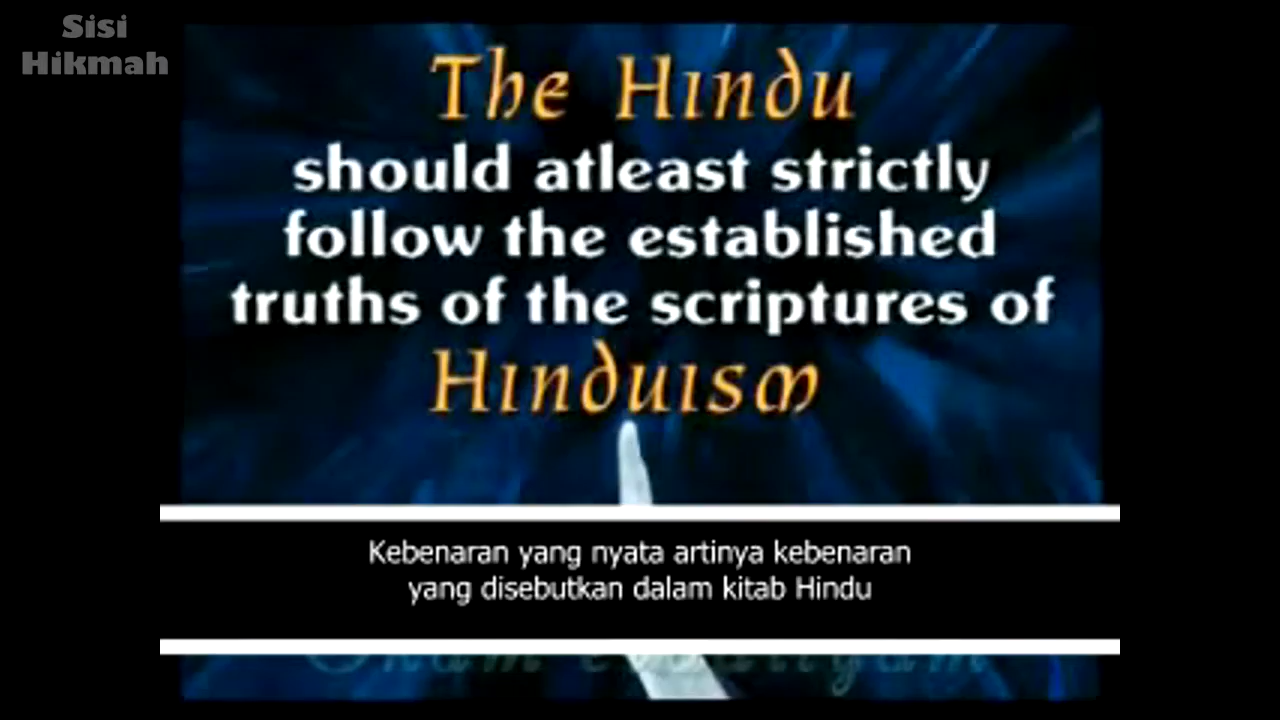 Sisi
Hikmah
The Hindu
should atleast strictly
follow the established
truths of the scriptures of
Hinduism
Kebenaran yang nyata artinya kebenaran
yang disebutkan dalam kitab Hindu